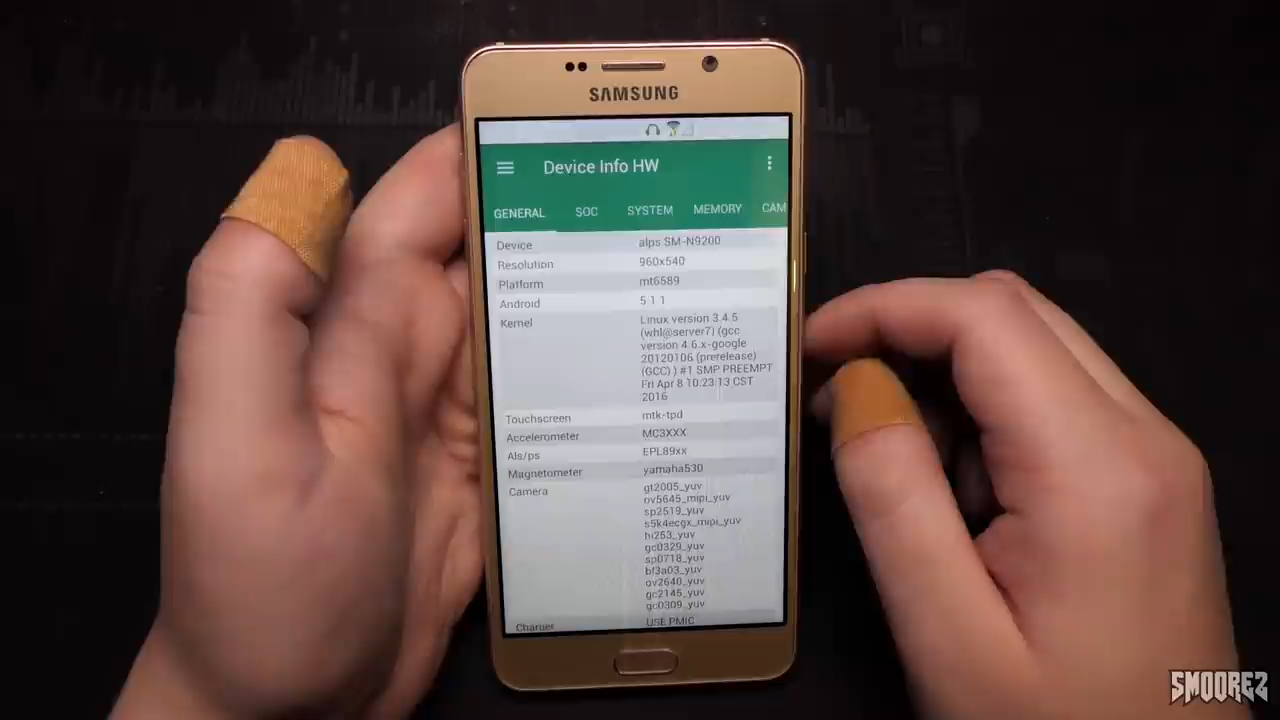 SAMSUNG
Device Info HW
GENERAL SOC SYSTEM MEMORY CAM
Device alps SM-N9200
Resolution 960x540
Platform mt6589
Android 5 1 1
Kernel Linux version 3.4.5
(whl@server7) (gcc
version 4.6.x-google
20120106 (prerelease)
(GCC) ) #1 SMP PREEMPT
Fri Apr 8 10:23:13 CST
2016
Touchscreen mtk-tpd
Accelerometer MC3XXX
Als/ps EPL89xx
Magnetometer yamaha530
Camera gt2005_yuv
ov5645_mipi_yuv
sp2519_yuv
s5k4ecgx_mipi_yuv
hi253_yuv
gc0329_yuv
sp0718_yuv
bf3a03_yuv
ov2640_yuv
gc2145_yuv
gc0309_yuv
Charger USE PMIC
SMOOREZ